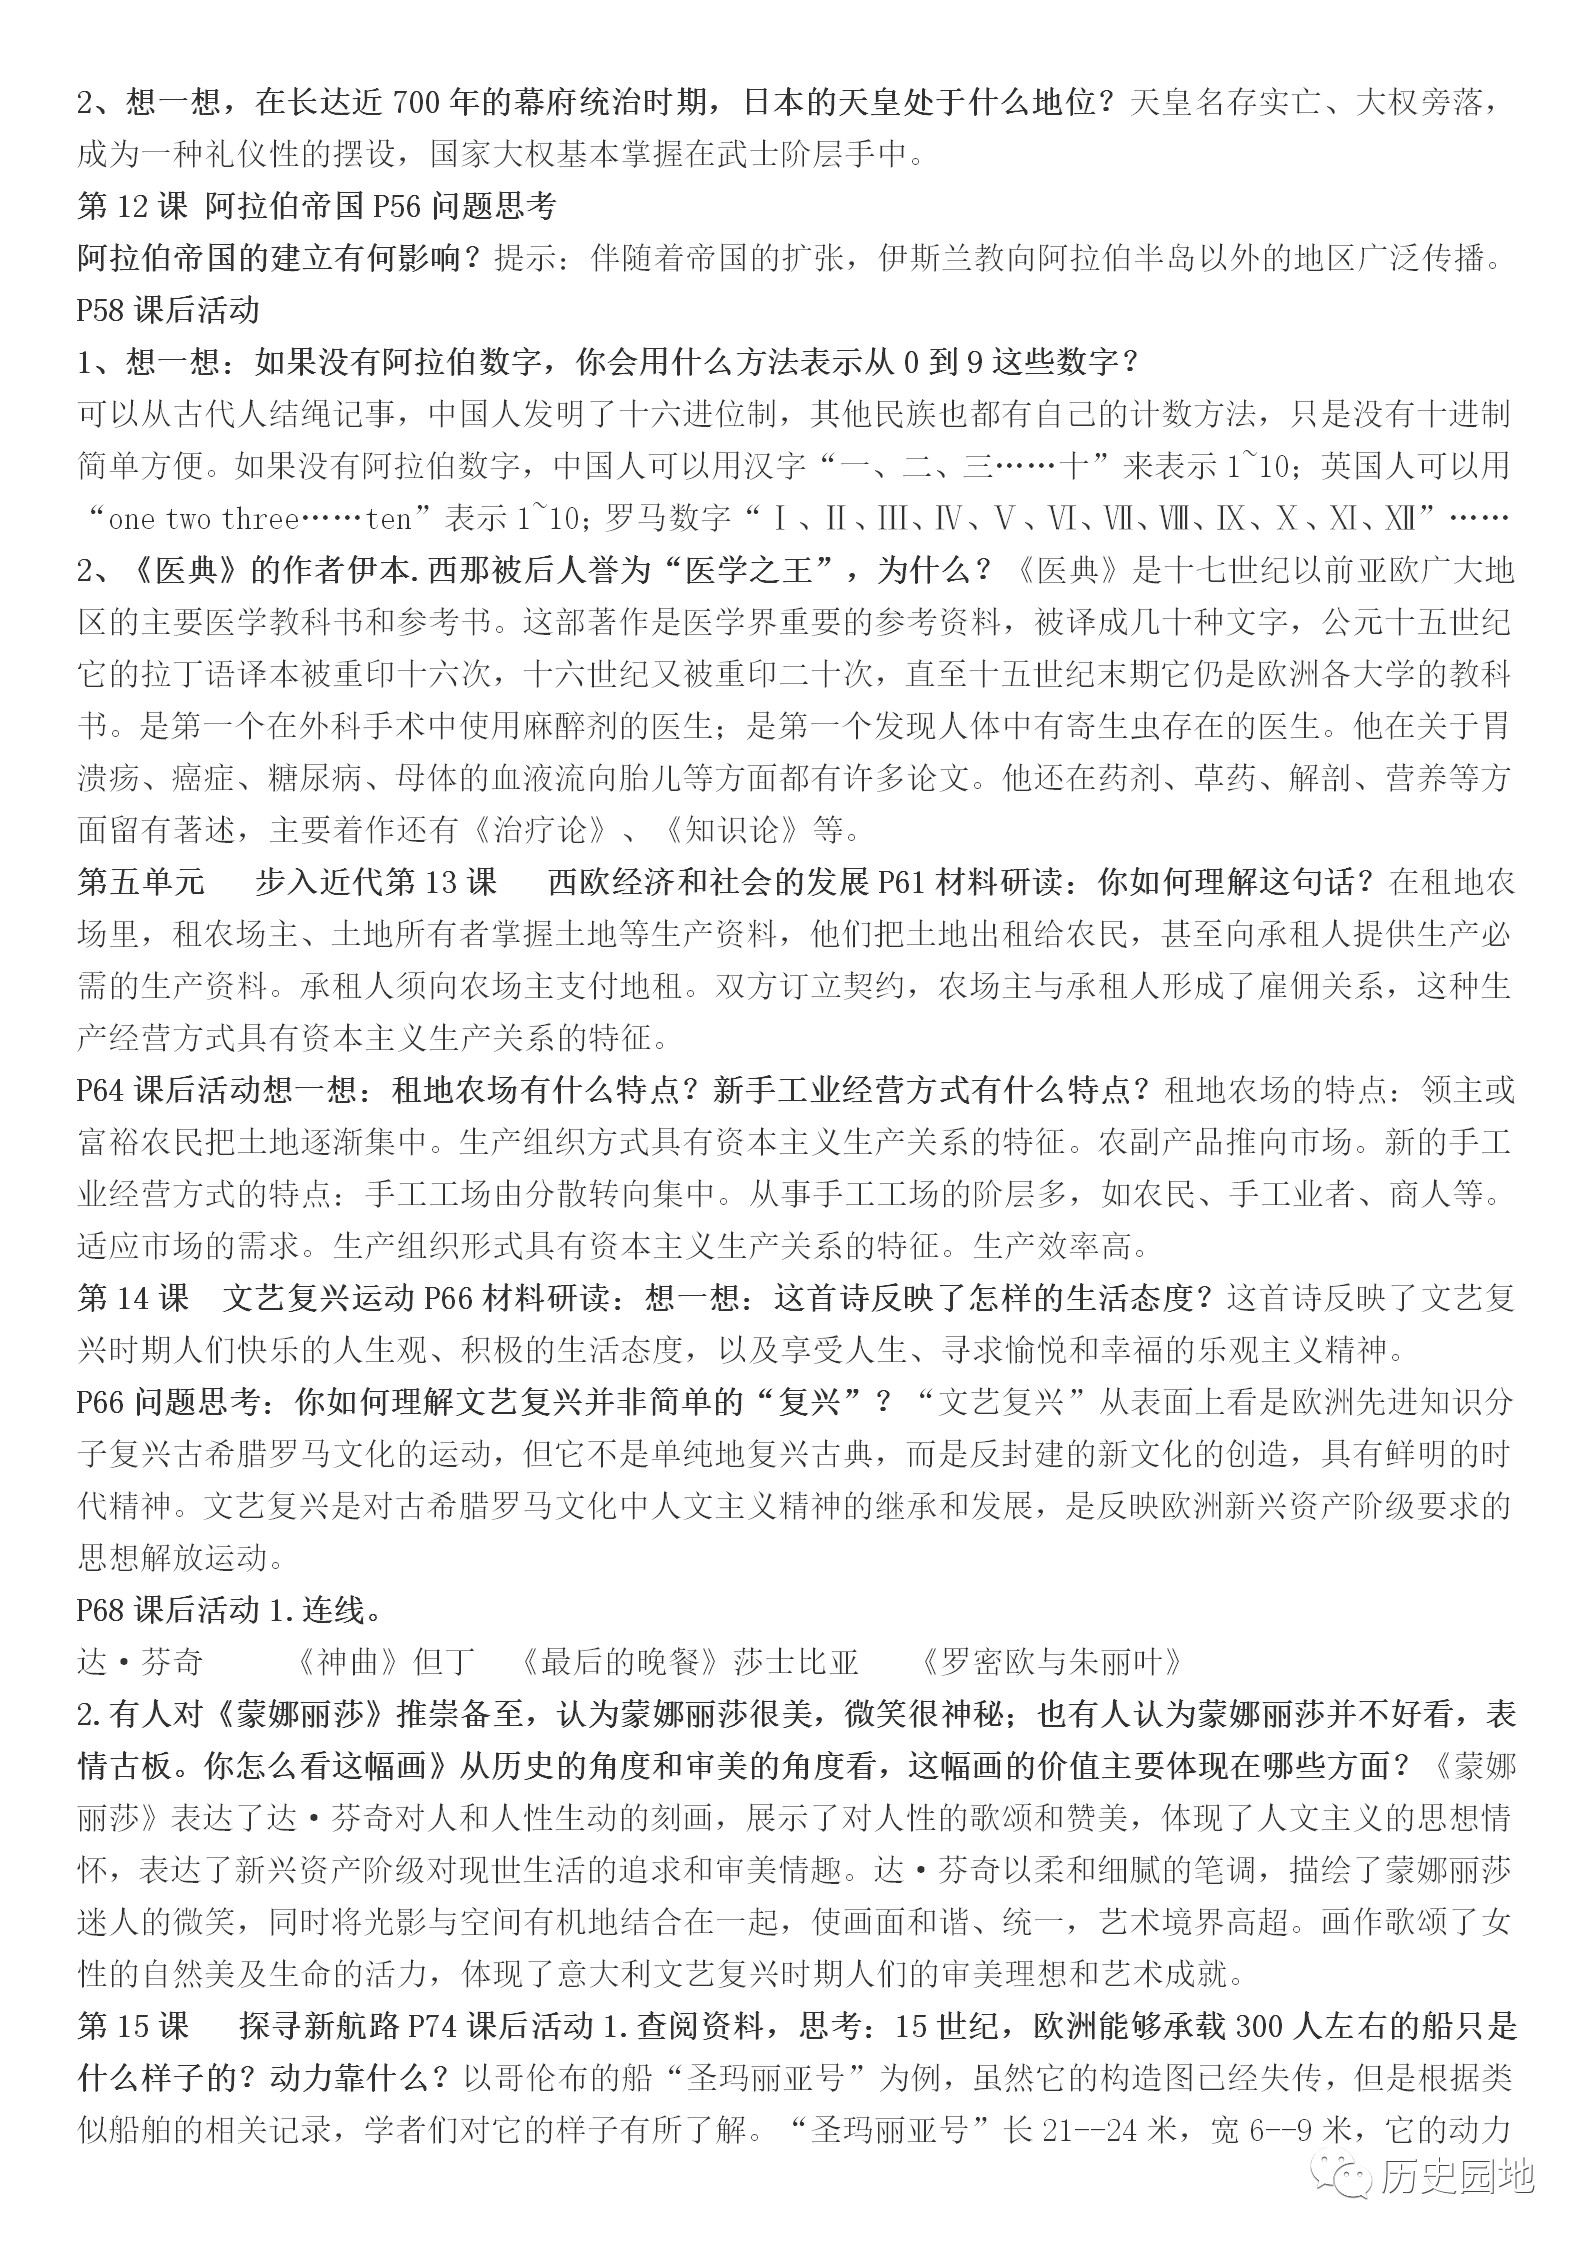 2、想一想，在长达近 700 年的幕府统治时期，日本的天皇处于什么地位？天皇名存实亡、大权旁落，
成为一种礼仪性的摆设，国家大权基本掌握在武士阶层手中。
第 12 课 阿拉伯帝国 P56 问题思考
阿拉伯帝国的建立有何影响？提示：伴随着帝国的扩张，伊斯兰教向阿拉伯半岛以外的地区广泛传播。
P58 课后活动
1、想一想：如果没有阿拉伯数字，你会用什么方法表示从 0 到 9 这些数字？
可以从古代人结绳记事，中国人发明了十六进位制，其他民族也都有自己的计数方法，只是没有十进制
简单方便。如果没有阿拉伯数字，中国人可以用汉字“一、二、三……十”来表示 1~10；英国人可以用
“one two three……ten”表示 1~10；罗马数字“Ⅰ、Ⅱ、Ⅲ、Ⅳ、Ⅴ、Ⅵ、Ⅶ、Ⅷ、Ⅸ、Ⅹ、Ⅺ、Ⅻ”……
2、《医典》的作者伊本.西那被后人誉为“医学之王”，为什么？《医典》是十七世纪以前亚欧广大地
区的主要医学教科书和参考书。这部著作是医学界重要的参考资料，被译成几十种文字，公元十五世纪
它的拉丁语译本被重印十六次，十六世纪又被重印二十次，直至十五世纪末期它仍是欧洲各大学的教科
书。是第一个在外科手术中使用麻醉剂的医生；是第一个发现人体中有寄生虫存在的医生。他在关于胃
溃疡、癌症、糖尿病、母体的血液流向胎儿等方面都有许多论文。他还在药剂、草药、解剖、营养等方
面留有著述，主要着作还有《治疗论》、《知识论》等。
第五单元 步入近代第 13 课 西欧经济和社会的发展 P61 材料研读：你如何理解这句话？在租地农
场里，租农场主、土地所有者掌握土地等生产资料，他们把土地出租给农民，甚至向承租人提供生产必
需的生产资料。承租人须向农场主支付地租。双方订立契约，农场主与承租人形成了雇佣关系，这种生
产经营方式具有资本主义生产关系的特征。
P64 课后活动想一想：租地农场有什么特点？新手工业经营方式有什么特点？租地农场的特点：领主或
富裕农民把土地逐渐集中。生产组织方式具有资本主义生产关系的特征。农副产品推向市场。新的手工
业经营方式的特点：手工工场由分散转向集中。从事手工工场的阶层多，如农民、手工业者、商人等。
适应市场的需求。生产组织形式具有资本主义生产关系的特征。生产效率高。
第 14 课 文艺复兴运动 P66 材料研读：想一想：这首诗反映了怎样的生活态度？这首诗反映了文艺复
兴时期人们快乐的人生观、积极的生活态度，以及享受人生、寻求愉悦和幸福的乐观主义精神。
P66 问题思考：你如何理解文艺复兴并非简单的“复兴”？“文艺复兴”从表面上看是欧洲先进知识分
子复兴古希腊罗马文化的运动，但它不是单纯地复兴古典，而是反封建的新文化的创造，具有鲜明的时
代精神。文艺复兴是对古希腊罗马文化中人文主义精神的继承和发展，是反映欧洲新兴资产阶级要求的
思想解放运动。
P68 课后活动 1.连线。
达·芬奇 《神曲》但丁 《最后的晚餐》莎士比亚 《罗密欧与朱丽叶》
2.有人对《蒙娜丽莎》推崇备至，认为蒙娜丽莎很美，微笑很神秘；也有人认为蒙娜丽莎并不好看，表
情古板。你怎么看这幅画》从历史的角度和审美的角度看，这幅画的价值主要体现在哪些方面？《蒙娜
丽莎》表达了达·芬奇对人和人性生动的刻画，展示了对人性的歌颂和赞美，体现了人文主义的思想情
怀，表达了新兴资产阶级对现世生活的追求和审美情趣。达·芬奇以柔和细腻的笔调，描绘了蒙娜丽莎
迷人的微笑，同时将光影与空间有机地结合在一起，使画面和谐、统一，艺术境界高超。画作歌颂了女
性的自然美及生命的活力，体现了意大利文艺复兴时期人们的审美理想和艺术成就。
第 15 课 探寻新航路 P74 课后活动 1.查阅资料，思考：15 世纪，欧洲能够承载 300 人左右的船只是
什么样子的？动力靠什么？以哥伦布的船“圣玛丽亚号”为例，虽然它的构造图已经失传，但是根据类
似船舶的相关记录，学者们对它的样子有所了解。“圣玛丽亚号”长 21--24 米，宽 6--9 米，它的动力
历史园地